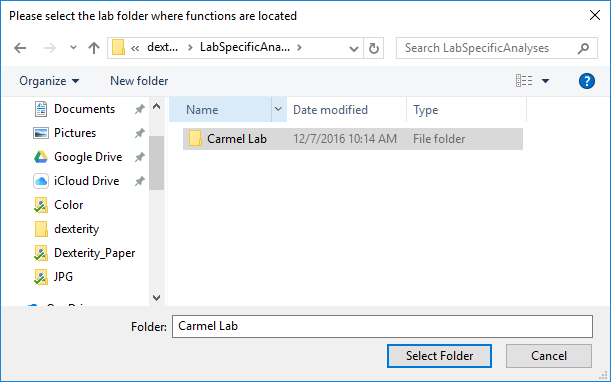 Please select the lab folder where functions are located
« dext... > LabSpecificAna... >
Search LabSpecificAnalyses
Organize New folder ?
Name Date modified Type
Documents
Carmel Lab 12/7/2016 10:14 AM File folder
Pictures
Google Drive
iCloud Drive
Color
dexterity
Dexterity_Paper
JPG
Folder: Carmel Lab
Select Folder Cancel